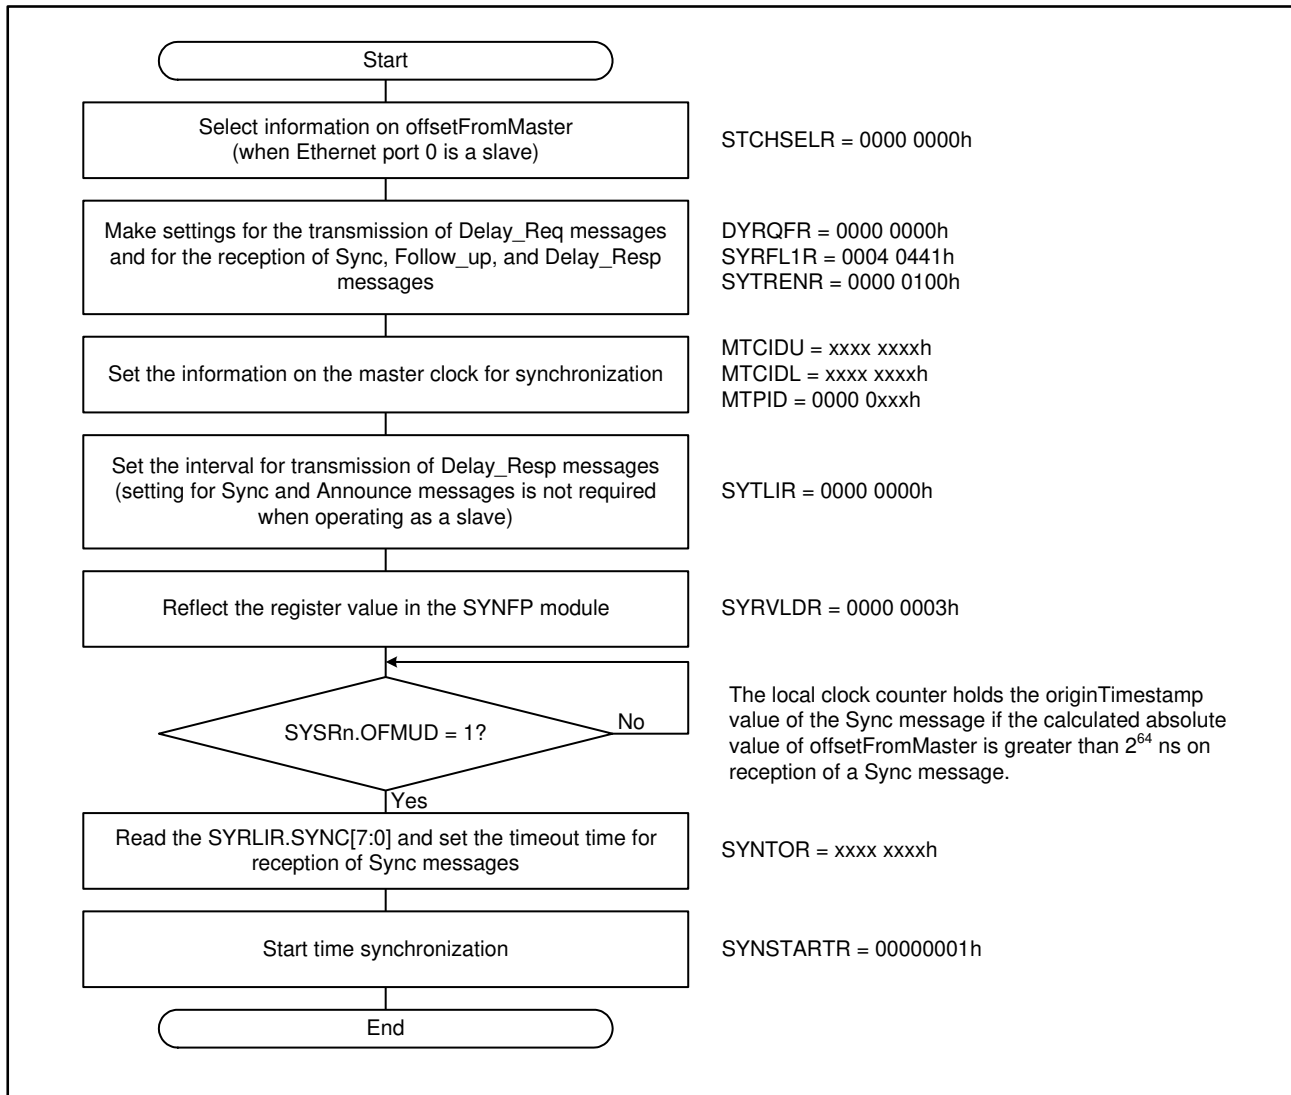 Start
Select information on offsetFromMaster
(when Ethernet port 0 is a slave)
STCHSELR = 0000 0000h
Make settings for the transmission of Delay_Req messages
and for the reception of Sync, Follow_up, and Delay_Resp
messages
DYRQFR = 0000 0000h
SYRFL1R = 0004 0441h
SYTRENR = 0000 0100h
Set the information on the master clock for synchronization
MTCIDU = xxxx xxxxh
MTCIDL = xxxx xxxxh
MTPID = 0000 0xxxh
Set the interval for transmission of Delay_Resp messages
(setting for Sync and Announce messages is not required
when operating as a slave)
SYTLIR = 0000 0000h
Reflect the register value in the SYNFP module
SYRVLDR = 0000 0003h
SYSRn.OFMUD = 1?
No
Yes
The local clock counter holds the originTimestamp
value of the Sync message if the calculated absolute
value of offsetFromMaster is greater than 2^64 ns on
reception of a Sync message.
Read the SYRLIR.SYNC[7:0] and set the timeout time for
reception of Sync messages
SYNTOR = xxxx xxxxh
Start time synchronization
SYNSTARTR = 00000001h
End